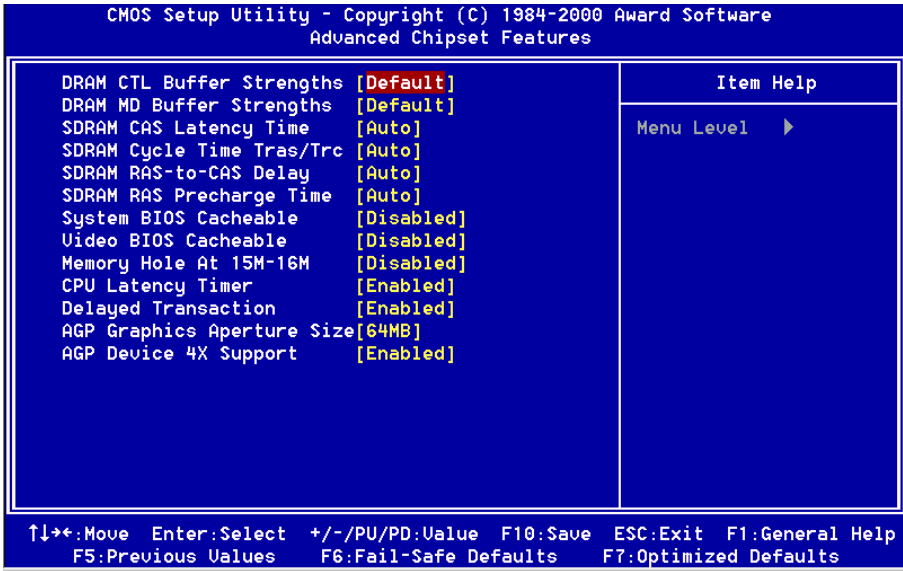 CMOS Setup Utility - Copyright (C) 1984-2000 Award Software
Advanced Chipset Features
DRAM CTL Buffer Strengths [Default]
DRAM MD Buffer Strengths [Default]
SDRAM CAS Latency Time [Auto]
SDRAM Cycle Time Tras/Trc [Auto]
SDRAM RAS-to-CAS Delay [Auto]
SDRAM RAS Precharge Time [Auto]
System BIOS Cacheable [Disabled]
Video BIOS Cacheable [Disabled]
Memory Hole At 15M-16M [Disabled]
CPU Latency Timer [Enabled]
Delayed Transaction [Enabled]
AGP Graphics Aperture Size[64MB]
AGP Device 4X Support [Enabled]
Item Help
Menu Level ▶
↑↓→←:Move Enter:Select +/-/PU/PD:Value F10:Save ESC:Exit F1:General Help
F5:Previous Values F6:Fail-Safe Defaults F7:Optimized Defaults